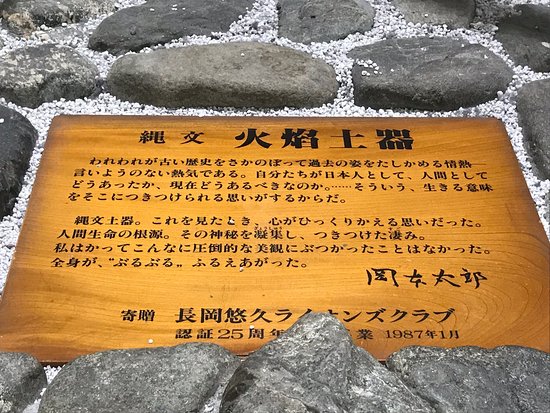 縄文 火焔土器
われわれが古い歴史をさかのぼって過去の姿をたしかめる情熱
言いようのない熱気である。自分たちが日本人として、人間として
どうあったか、現在どうあるべきなのか。……そういう、生きる意味
をそこにつきつけられる思いがするからだ。
縄文土器。これを見たとき、心がひっくりかえる思いだった。
人間生命の根源。その神秘を凝集し、つきつけた凄み。
私はかつてこんなに圧倒的な美観にぶつかったことはなかった。
全身が、〝ぶるぶる〟ふるえあがった。
岡本太郎
寄贈 長岡悠久ライオンズクラブ
認証25周年 業 1987年1月